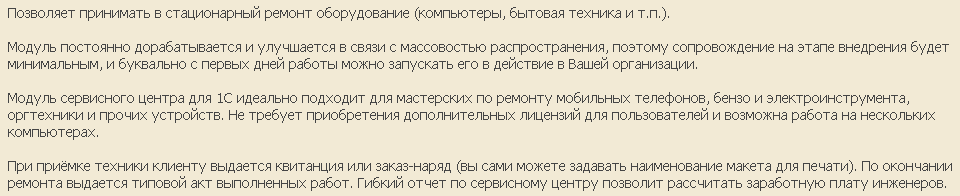 Позволяет принимать в стационарный ремонт оборудование (компьютеры, бытовая техника и т.п.).
Модуль постоянно дорабатывается и улучшается в связи с массовостью распространения, поэтому сопровождение на этапе внедрения будет
минимальным, и буквально с первых дней работы можно запускать его в действие в Вашей организации.
Модуль сервисного центра для 1С идеально подходит для мастерских по ремонту мобильных телефонов, бензо и электроинструмента,
оргтехники и прочих устройств. Не требует приобретения дополнительных лицензий для пользователей и возможна работа на нескольких
компьютерах.
При приёмке техники клиенту выдается квитанция или заказ-наряд (вы сами можете задавать наименование макета для печати). По окончании
ремонта выдается типовой акт выполненных работ. Гибкий отчет по сервисному центру позволит рассчитать заработную плату инженеров.